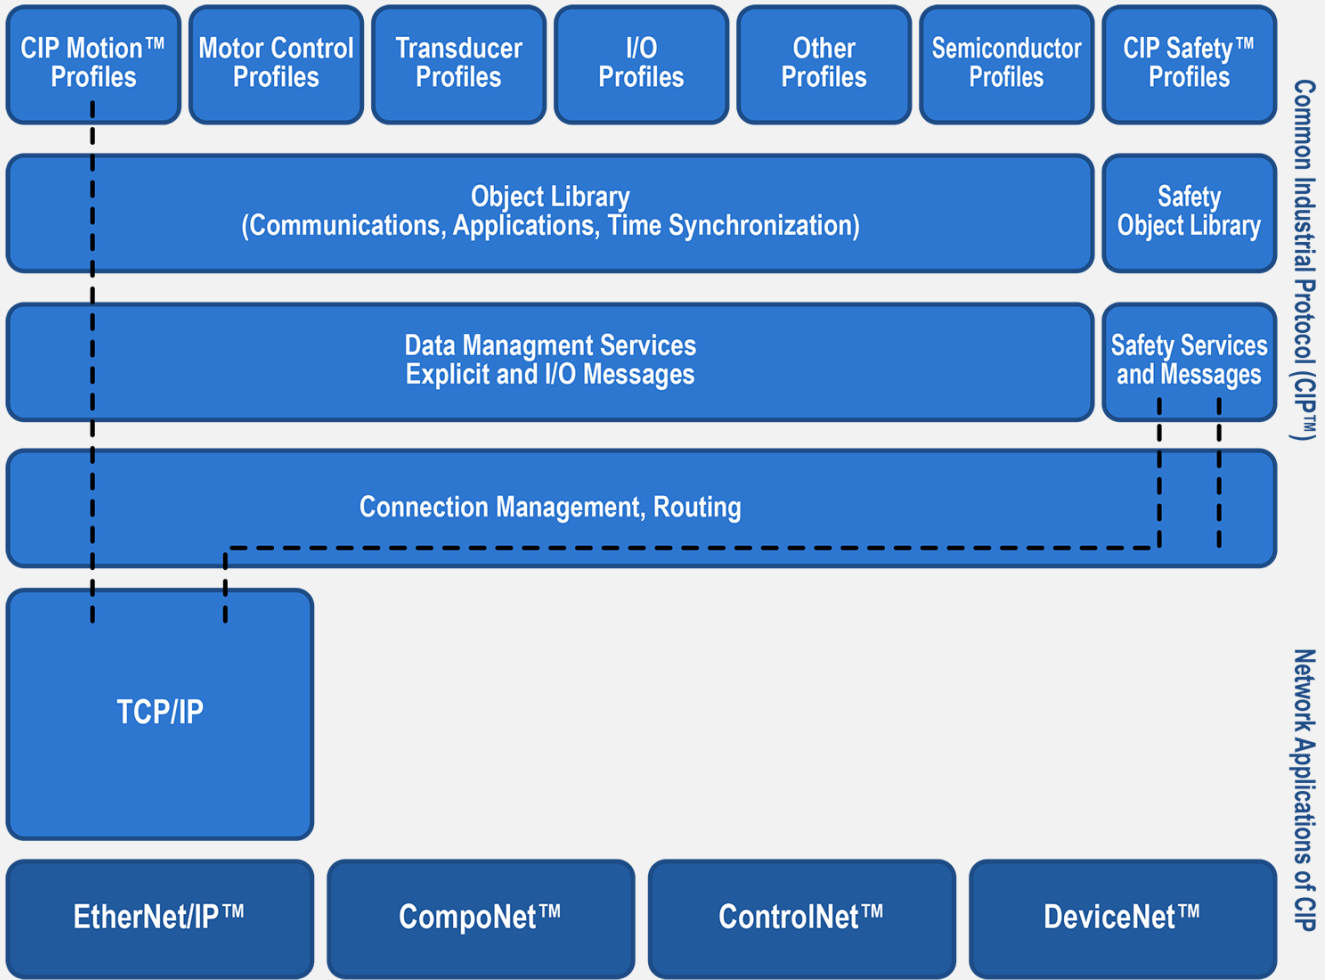 CIP Motion™
Profiles
Motor Control
Profiles
Transducer
Profiles
I/O
Profiles
Other
Profiles
Semiconductor
Profiles
CIP Safety™
Profiles
Object Library
(Communications, Applications, Time Synchronization)
Safety
Object Library
Data Managment Services
Explicit and I/O Messages
Safety Services
and Messages
Connection Management, Routing
Common Industrial Protocol (CIP™)
TCP/IP
EtherNet/IP™
CompoNet™
ControlNet™
DeviceNet™
Network Applications of CIP